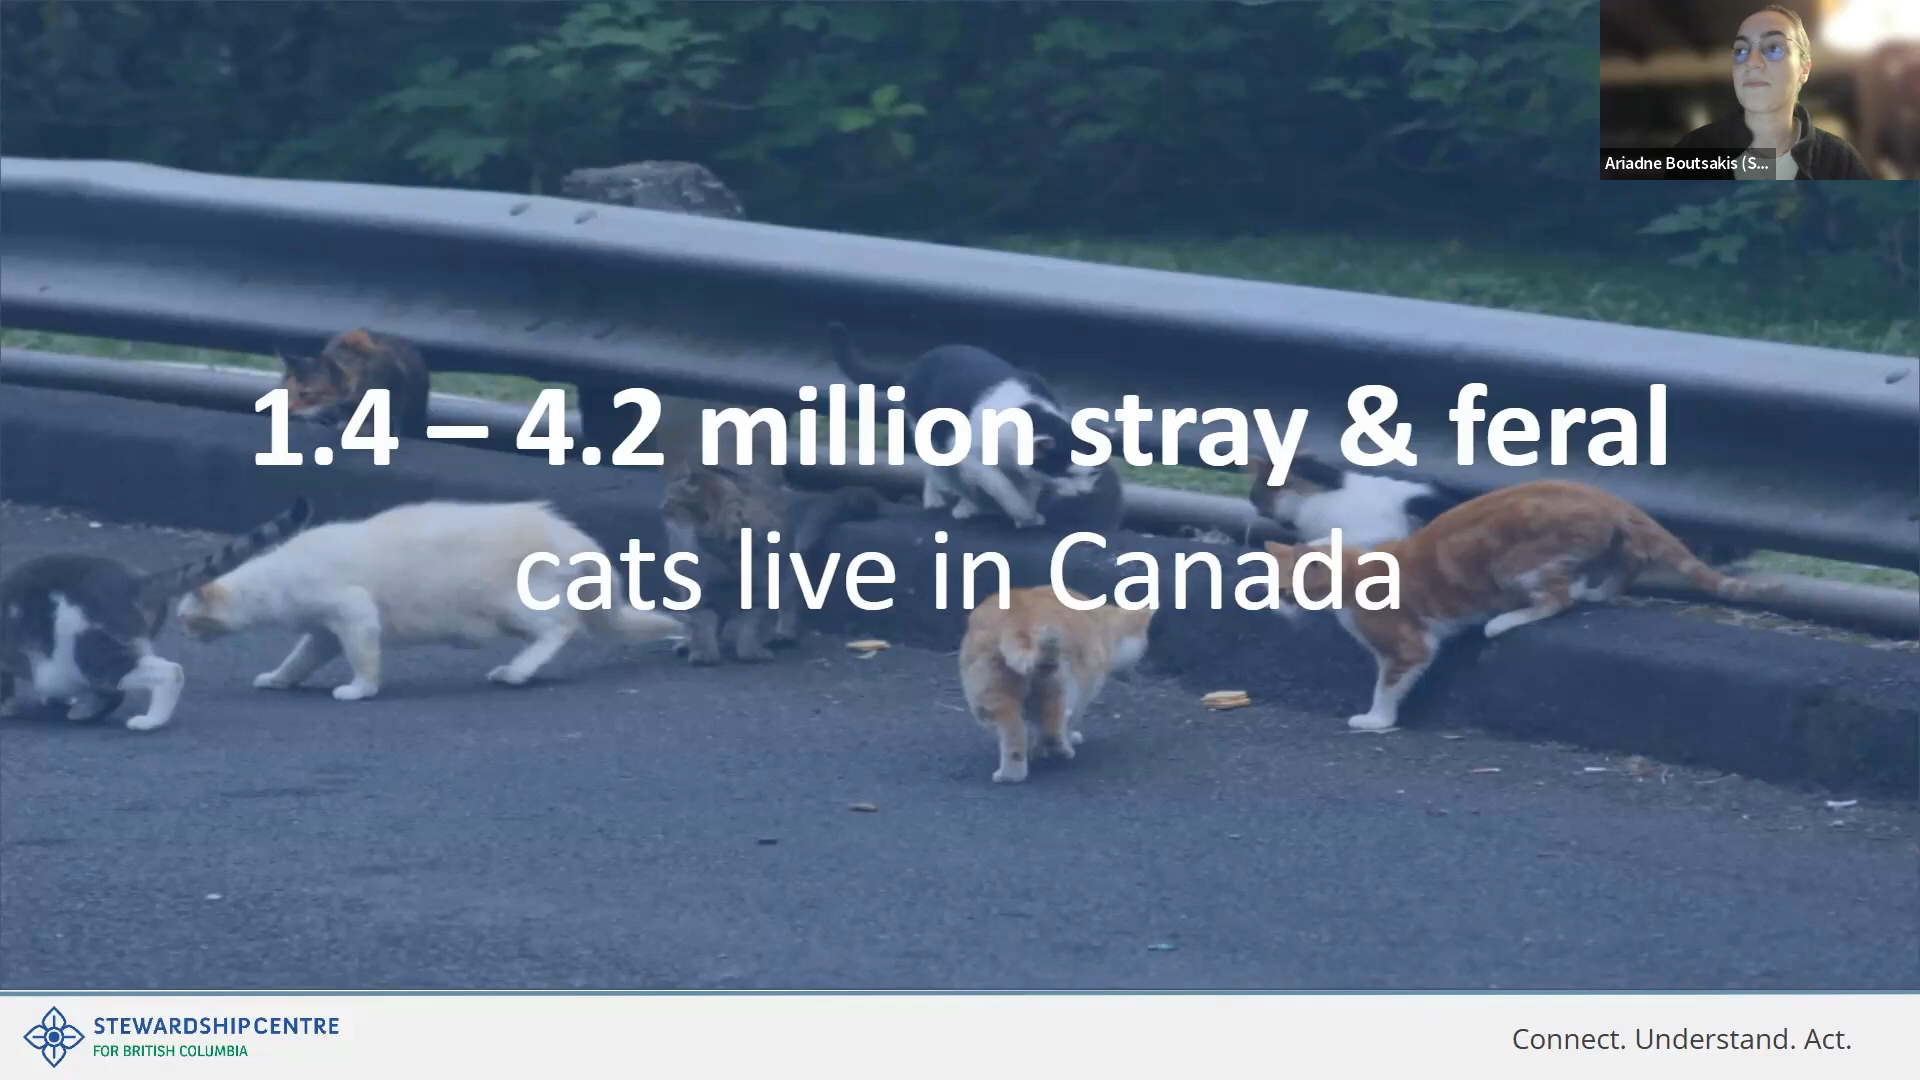 Ariadne Boutsakis (S...
1.4 – 4.2 million stray & feral
cats live in Canada
STEWARDSHIP CENTRE
FOR BRITISH COLUMBIA
Connect. Understand. Act.